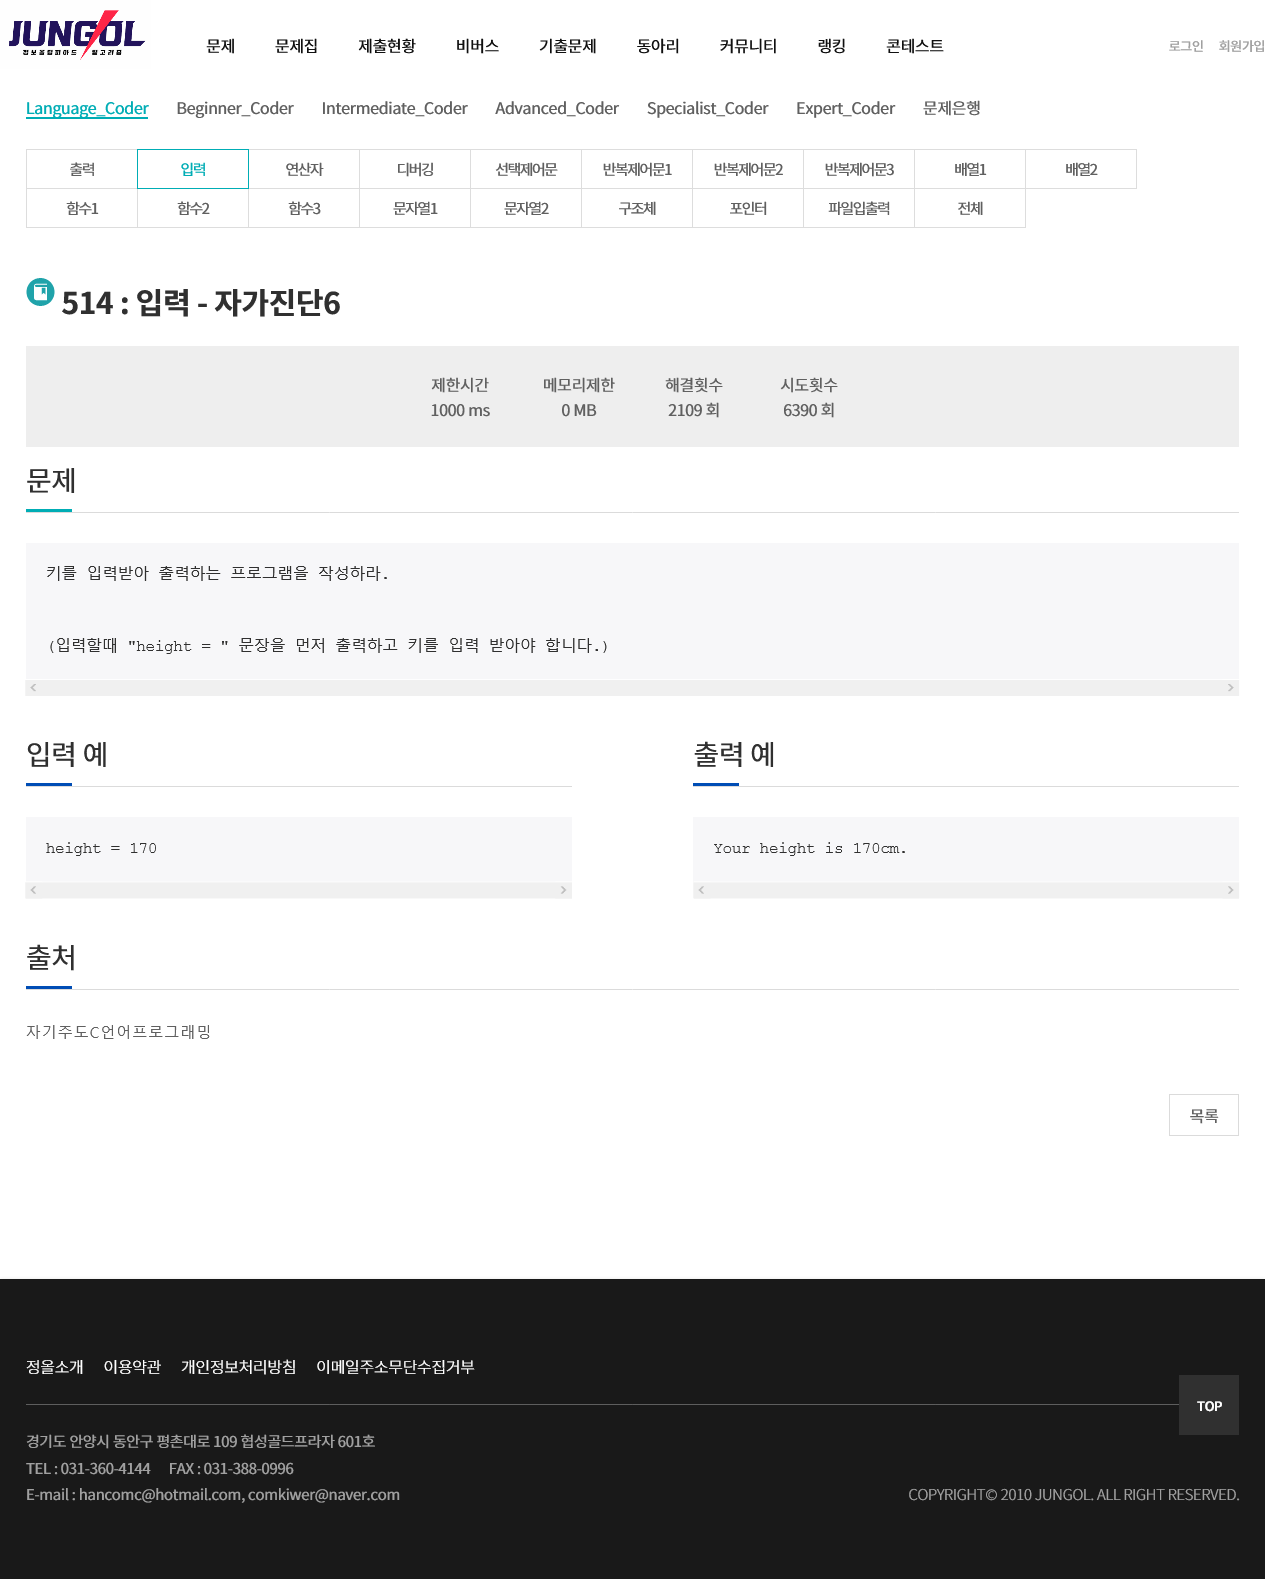 JUNGOL
정보올림피아드 알고리즘
문제 문제집 제출현황 비버스 기출문제 동아리 커뮤니티 랭킹 콘테스트 로그인 회원가입
Language_Coder Beginner_Coder Intermediate_Coder Advanced_Coder Specialist_Coder Expert_Coder 문제은행
출력 입력 연산자 디버깅 선택제어문 반복제어문1 반복제어문2 반복제어문3 배열1 배열2
함수1 함수2 함수3 문자열1 문자열2 구조체 포인터 파일입출력 전체
514 : 입력 - 자가진단6
제한시간 메모리제한 해결횟수 시도횟수
1000 ms 0 MB 2109 회 6390 회
문제
키를 입력받아 출력하는 프로그램을 작성하라.
(입력할때 "height = " 문장을 먼저 출력하고 키를 입력 받아야 합니다.)
입력 예 출력 예
height = 170 Your height is 170cm.
출처
자기주도C언어프로그래밍
목록
정올소개 이용약관 개인정보처리방침 이메일주소무단수집거부
TOP
경기도 안양시 동안구 평촌대로 109 협성골드프라자 601호
TEL : 031-360-4144 FAX : 031-388-0996
E-mail : hancomc@hotmail.com, comkiwer@naver.com COPYRIGHT© 2010 JUNGOL. ALL RIGHT RESERVED.